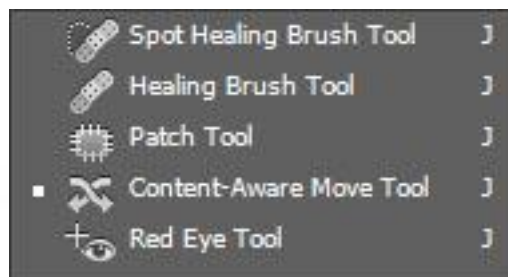 Spot Healing Brush Tool J
Healing Brush Tool J
Patch Tool J
Content-Aware Move Tool J
Red Eye Tool J